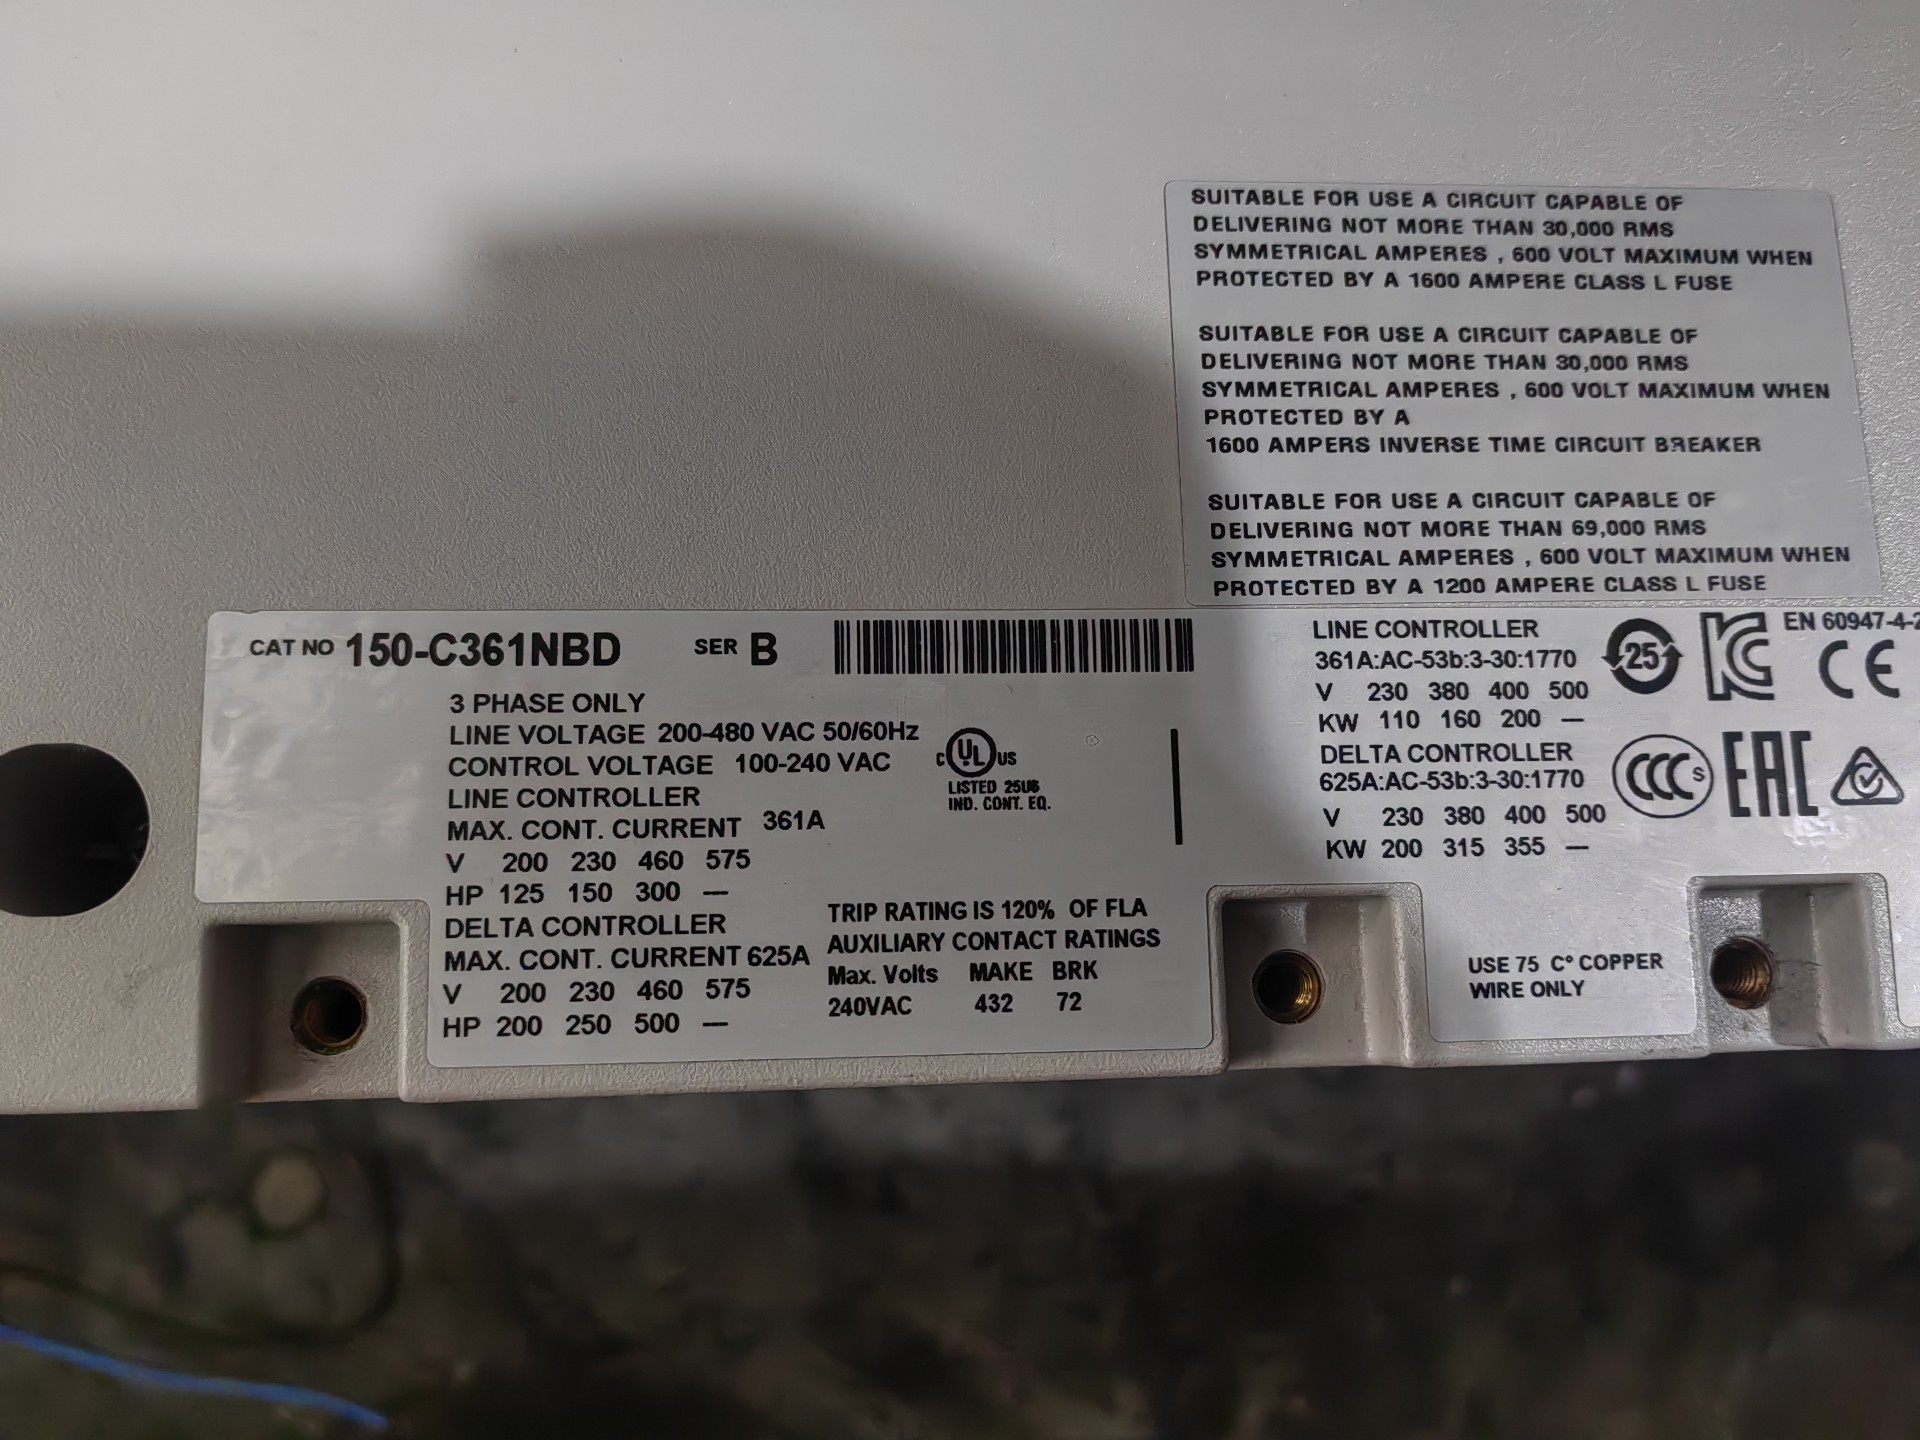 SUITABLE FOR USE A CIRCUIT CAPABLE OF
DELIVERING NOT MORE THAN 30,000 RMS
SYMMETRICAL AMPERES , 600 VOLT MAXIMUM WHEN
PROTECTED BY A 1600 AMPERE CLASS L FUSE
SUITABLE FOR USE A CIRCUIT CAPABLE OF
DELIVERING NOT MORE THAN 30,000 RMS
SYMMETRICAL AMPERES , 600 VOLT MAXIMUM WHEN
PROTECTED BY A
1600 AMPERS INVERSE TIME CIRCUIT BREAKER
SUITABLE FOR USE A CIRCUIT CAPABLE OF
DELIVERING NOT MORE THAN 69,000 RMS
SYMMETRICAL AMPERES , 600 VOLT MAXIMUM WHEN
PROTECTED BY A 1200 AMPERE CLASS L FUSE
CAT NO 150-C361NBD SER B
3 PHASE ONLY
LINE VOLTAGE 200-480 VAC 50/60Hz
CONTROL VOLTAGE 100-240 VAC
LINE CONTROLLER
MAX. CONT. CURRENT 361A
V 200 230 460 575
HP 125 150 300 —
DELTA CONTROLLER
MAX. CONT. CURRENT 625A
V 200 230 460 575
HP 200 250 500 —
C UL US
LISTED 25U6
IND. CONT. EQ.
TRIP RATING IS 120% OF FLA
AUXILIARY CONTACT RATINGS
Max. Volts MAKE BRK
240VAC 432 72
LINE CONTROLLER
361A:AC-53b:3-30:1770
V 230 380 400 500
KW 110 160 200 —
DELTA CONTROLLER
625A:AC-53b:3-30:1770
V 230 380 400 500
KW 200 315 355 —
25
KC
EN 60947-4-2
CE
CCC S
EAC
USE 75 C° COPPER
WIRE ONLY